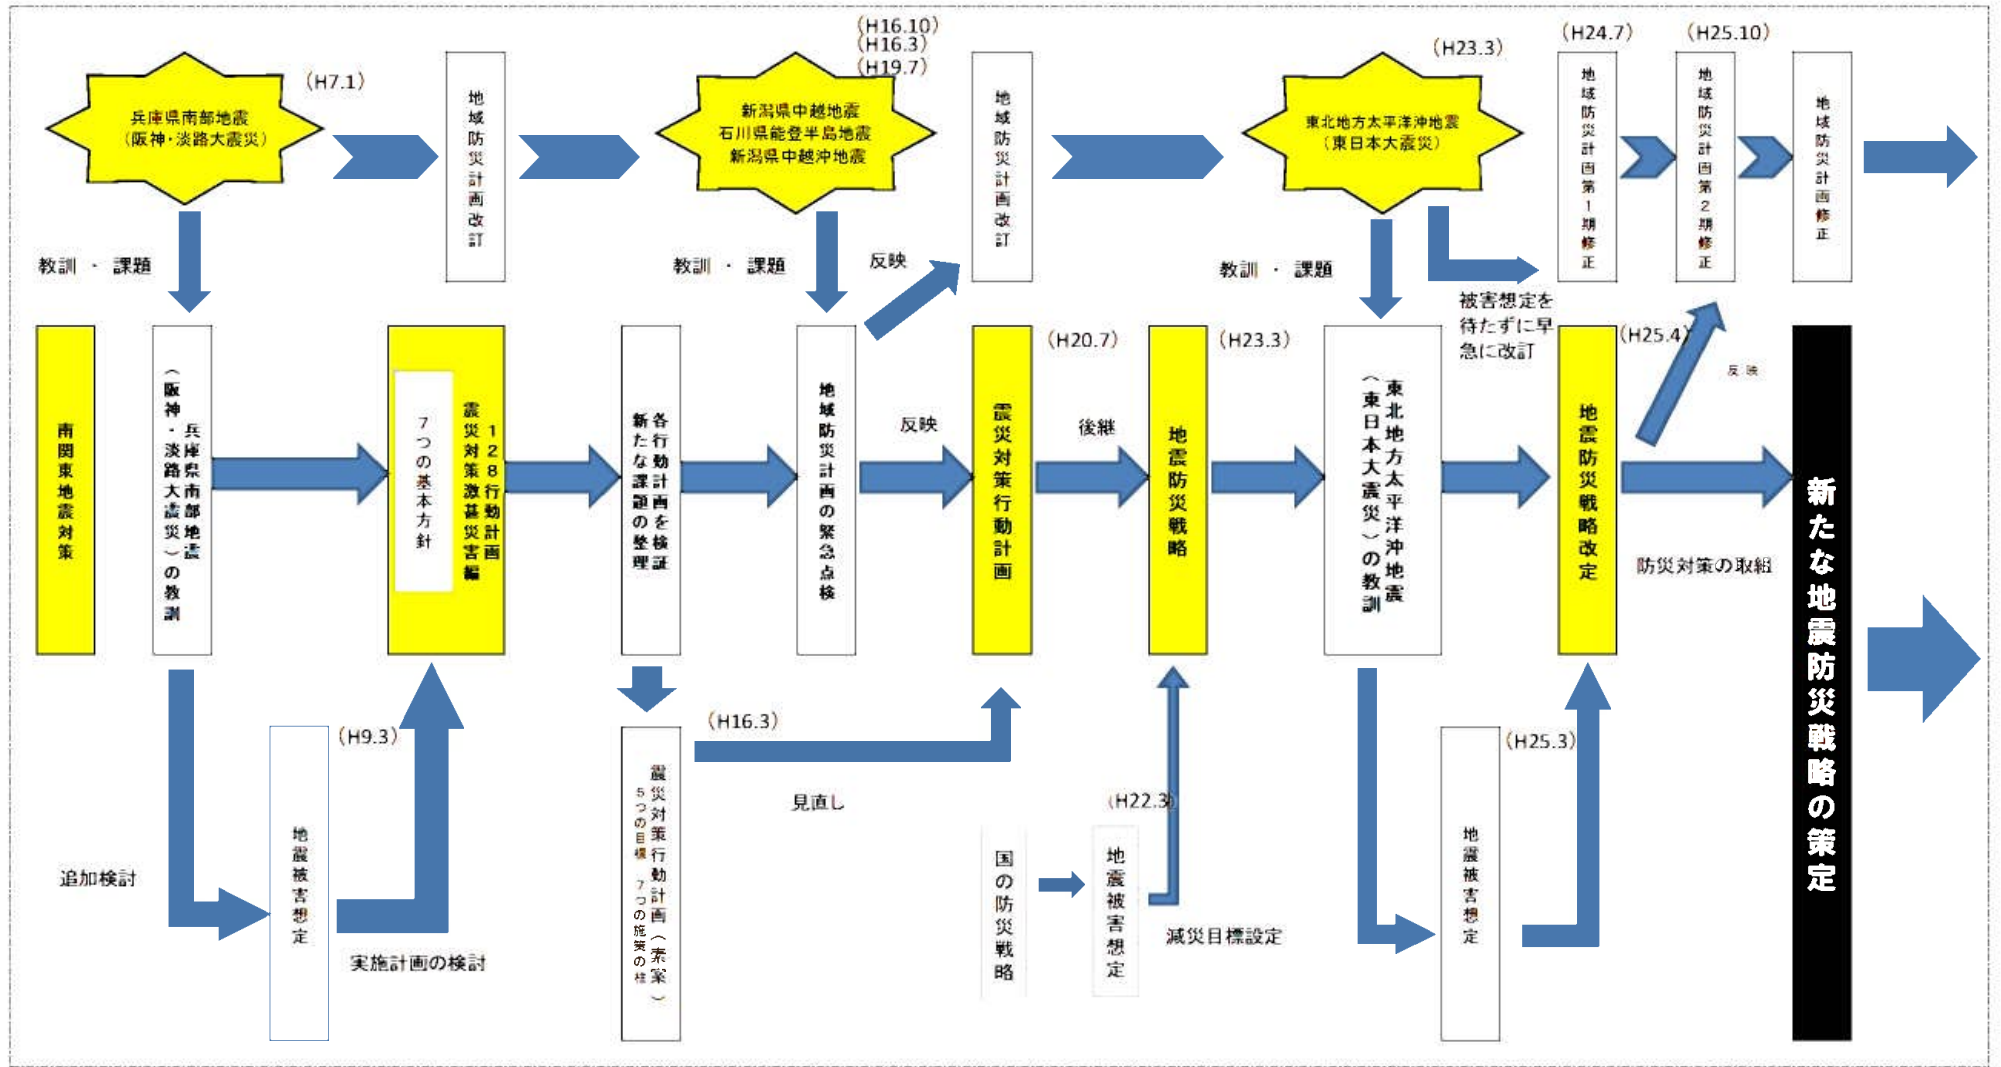 兵庫県南部地震
(阪神・淡路大震災)
(H7.1)
地域防災計画改訂
(H16.10)
(H16.3)
(H19.7)
新潟県中越地震
石川県能登半島地震
新潟県中越沖地震
地域防災計画改訂
東北地方太平洋沖地震
(東日本大震災)
(H23.3)
(H24.7)
地域防災計画第1期修正
(H25.10)
地域防災計画第2期修正
地域防災計画修正
教訓 ・ 課題
教訓 ・ 課題
反映
教訓 ・ 課題
被害想定を
待たずに早
急に改訂
南関東地震対策
兵庫県南部地震
(阪神・淡路大震災)の教訓
128行動計画
震災対策激甚災害編
7つの基本方針
各行動計画を検証
新たな課題の整理
地域防災計画の緊急点検
反映
震災対策行動計画
(H20.7)
後継
地震防災戦略
(H23.3)
東北地方太平洋沖地震
(東日本大震災)の教訓
地震防災戦略改定
(H25.4)
反映
防災対策の取組
新たな地震防災戦略の策定
追加検討
地震被害想定
(H9.3)
実施計画の検討
震災対策行動計画(素案)
5つの目標 7つの施策の柱
(H16.3)
見直し
国の防災戦略
地震被害想定
(H22.3)
減災目標設定
地震被害想定
(H25.3)